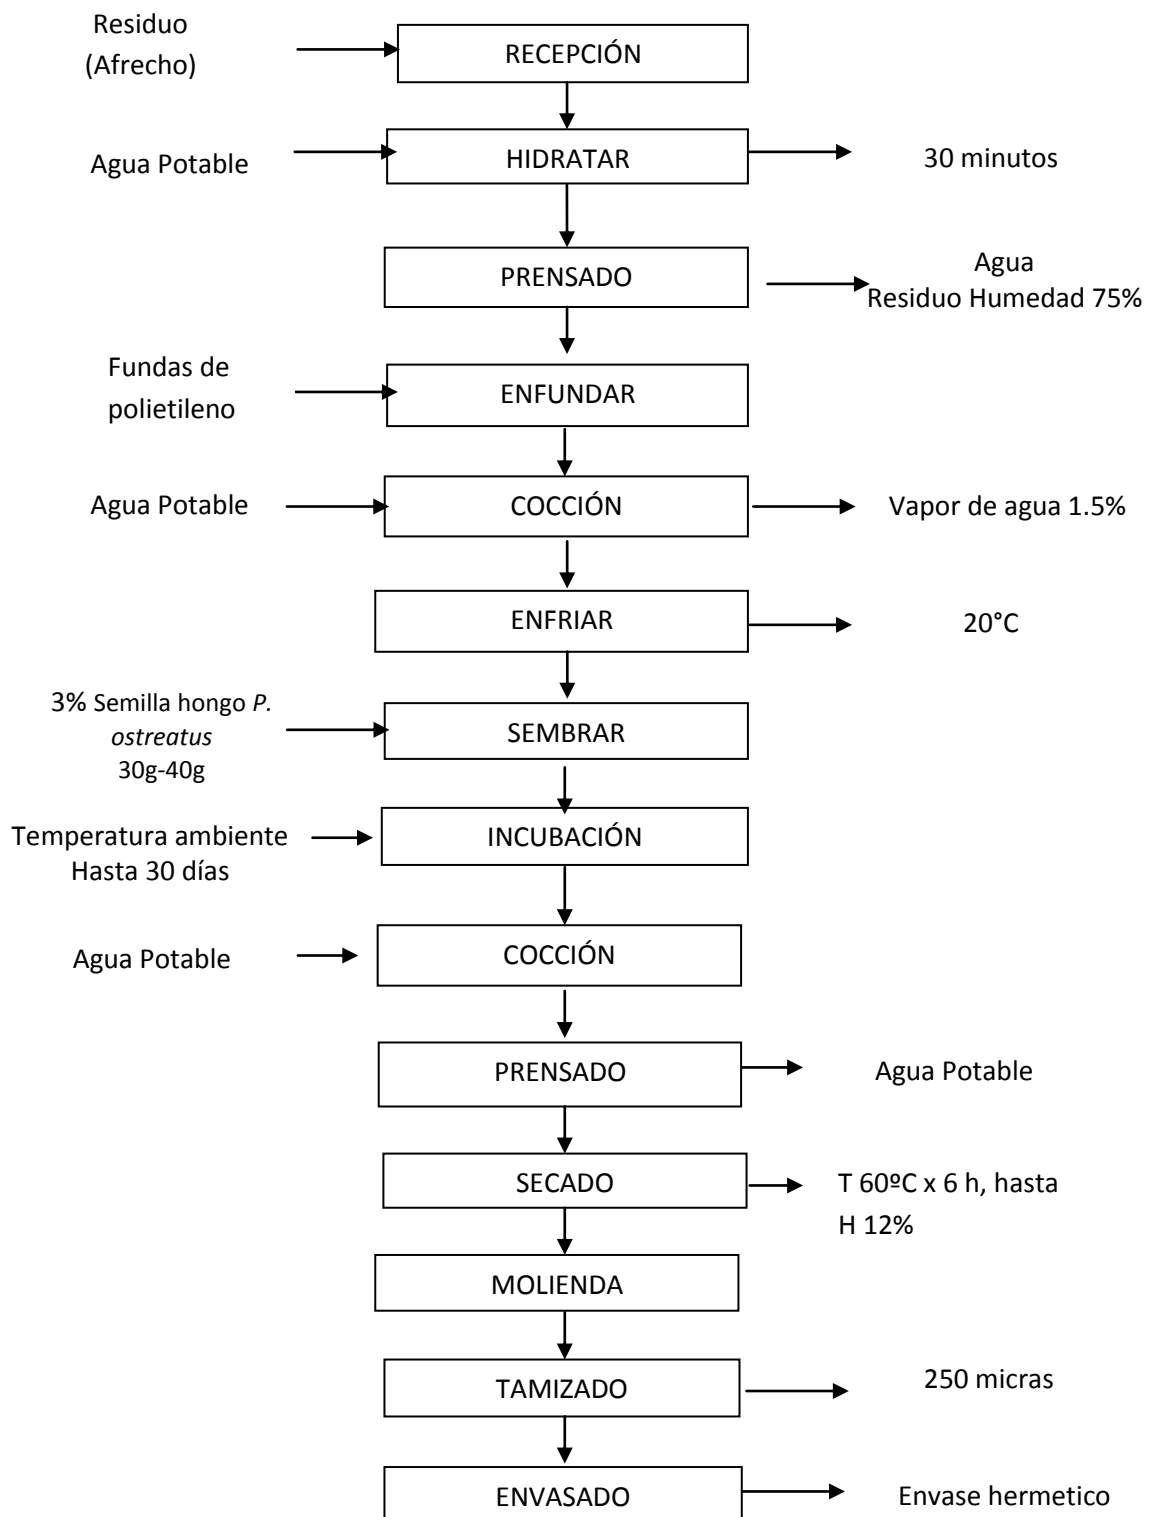 Residuo
(Afrecho)
RECEPCIÓN
Agua Potable
HIDRATAR
30 minutos
PRENSADO
Agua
Residuo Humedad 75%
Fundas de
polietileno
ENFUNDAR
Agua Potable
COCCIÓN
Vapor de agua 1.5%
ENFRIAR
20°C
3% Semilla hongo P.
ostreatus
30g-40g
SEMBRAR
Temperatura ambiente
Hasta 30 días
INCUBACIÓN
Agua Potable
COCCIÓN
PRENSADO
Agua Potable
SECADO
T 60ºC x 6 h, hasta
H 12%
MOLIENDA
TAMIZADO
250 micras
ENVASADO
Envase hermetico